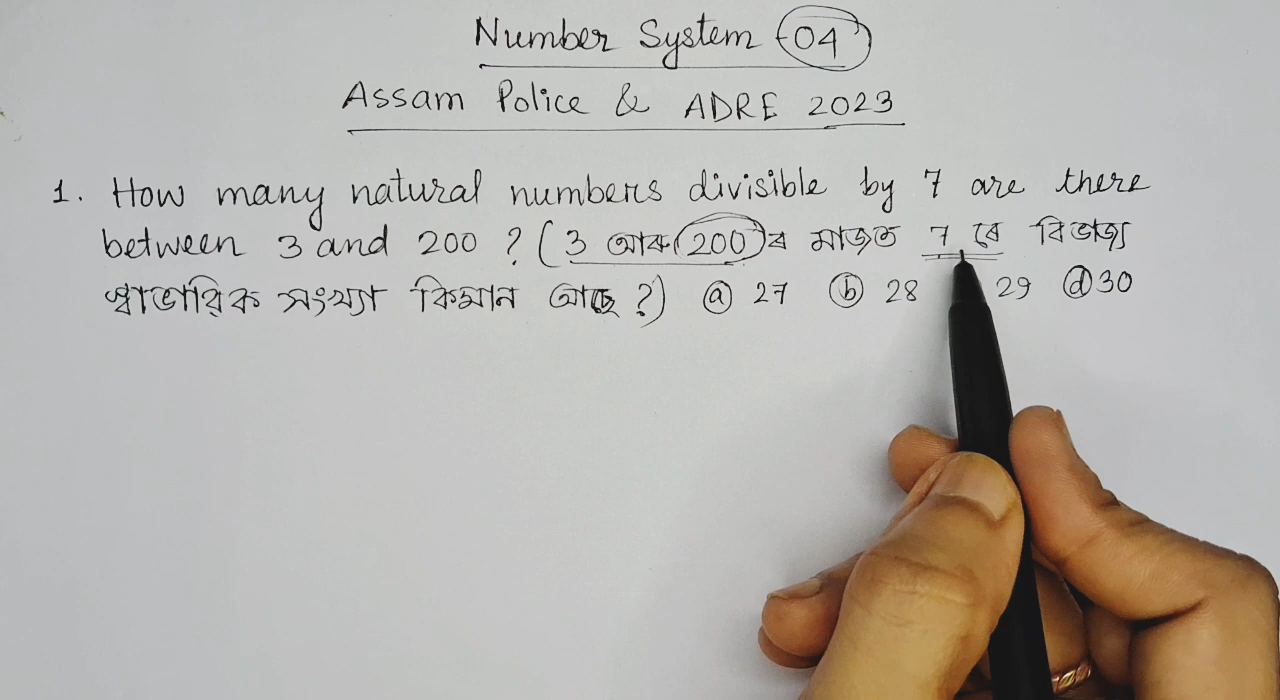 Number System - 04
Assam Police & ADRE 2023
1. How many natural numbers divisible by 7 are there
between 3 and 200 ? (3 আৰু 200ৰ মাজত 7 ৰে বিভাজ্য
স্বাভাৱিক সংখ্যা কিমান আছে ?) ⓐ 27 ⓑ 28 29 ⓓ 30